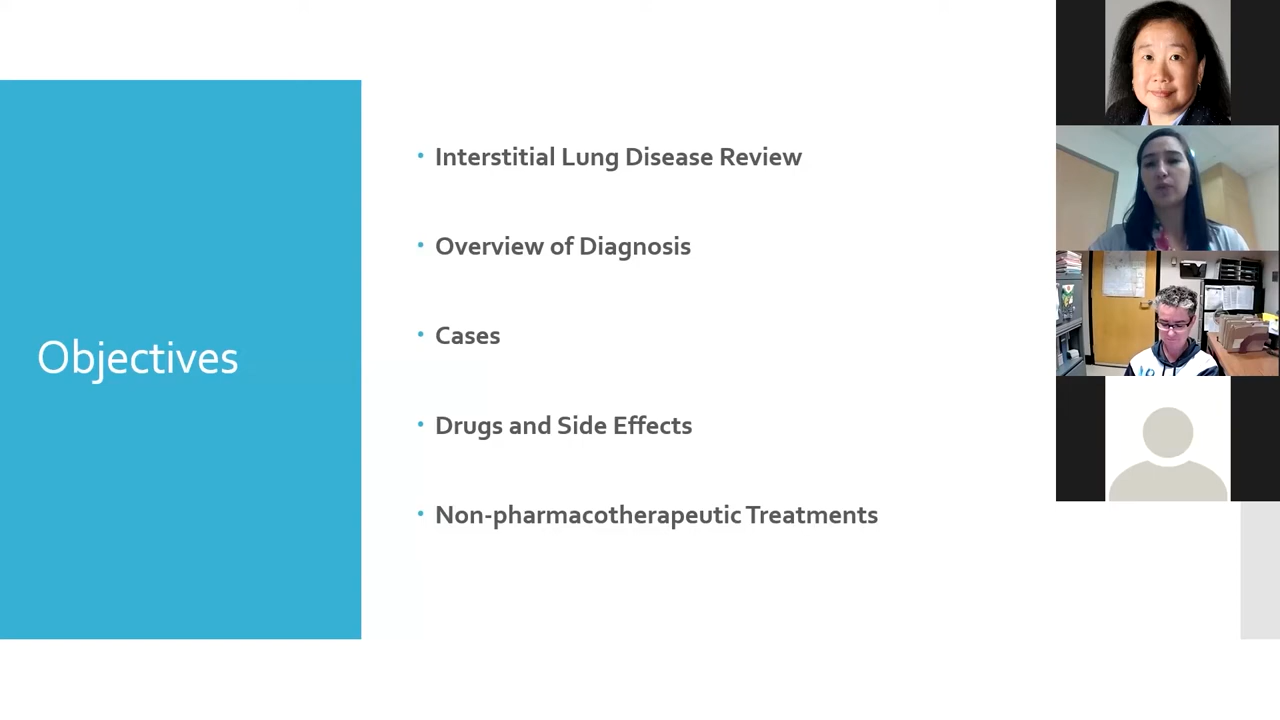 Objectives
Interstitial Lung Disease Review
Overview of Diagnosis
Cases
Drugs and Side Effects
Non-pharmacotherapeutic Treatments